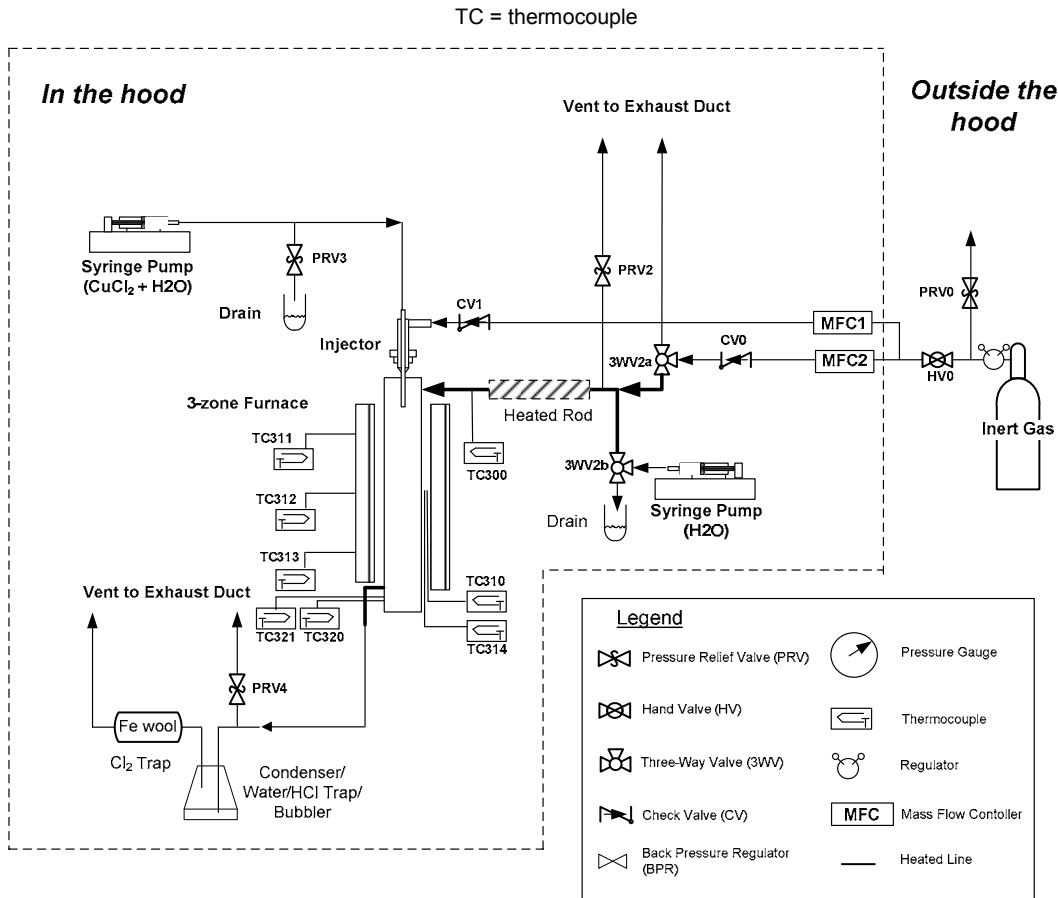 TC = thermocouple
In the hood
Outside the
hood
Vent to Exhaust Duct
Syringe Pump
(CuCl₂ + H2O)
PRV3
Drain
PRV2
PRV0
CV1
MFC1
Injector
CV0
3WV2a
MFC2
HV0
3-zone Furnace
Heated Rod
Inert Gas
TC311
TC300
3WV2b
TC312
Drain
Syringe Pump
(H2O)
TC313
TC310
Vent to Exhaust Duct
TC321
TC320
TC314
PRV4
Fe wool
Cl₂ Trap
Condenser/
Water/HCl Trap/
Bubbler
Legend
Pressure Relief Valve (PRV)
Pressure Gauge
Hand Valve (HV)
Thermocouple
Three-Way Valve (3WV)
Regulator
Check Valve (CV)
MFC
Mass Flow Contoller
Back Pressure Regulator
(BPR)
Heated Line